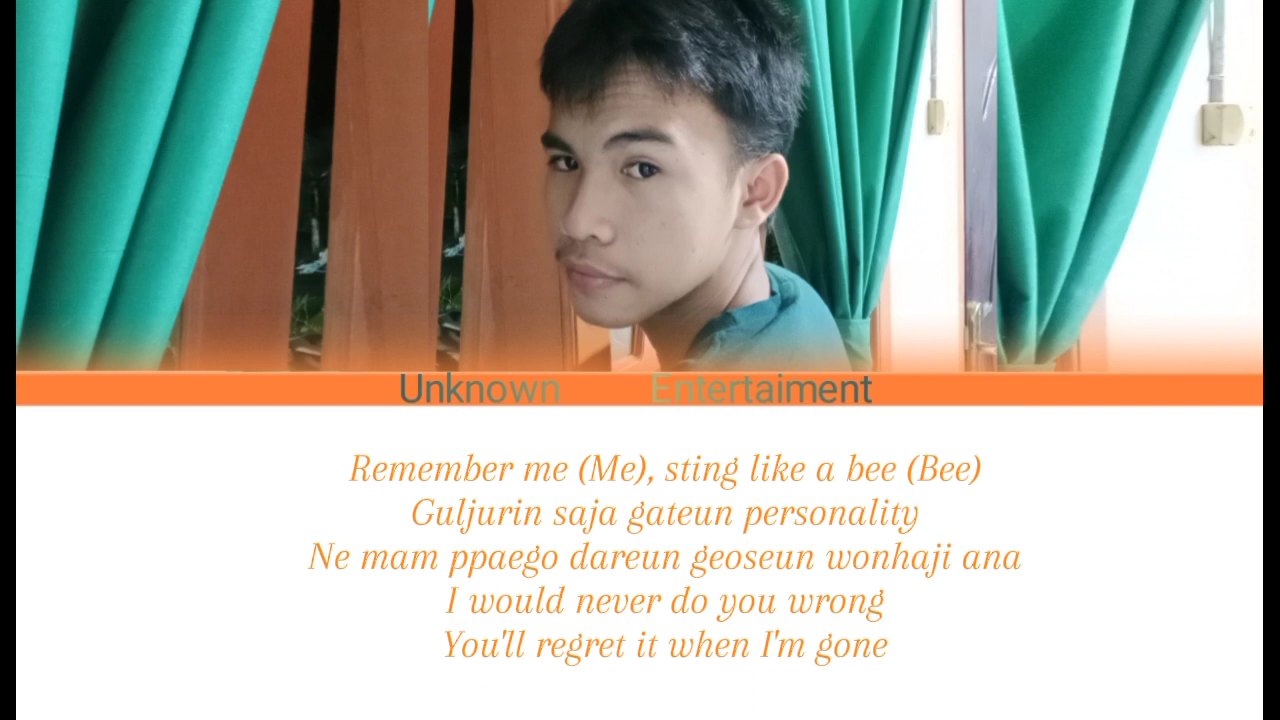 Unknown Entertaiment
Remember me (Me), sting like a bee (Bee)
Guljurin saja gateun personality
Ne mam ppaego dareun geoseun wonhaji ana
I would never do you wrong
You'll regret it when I'm gone